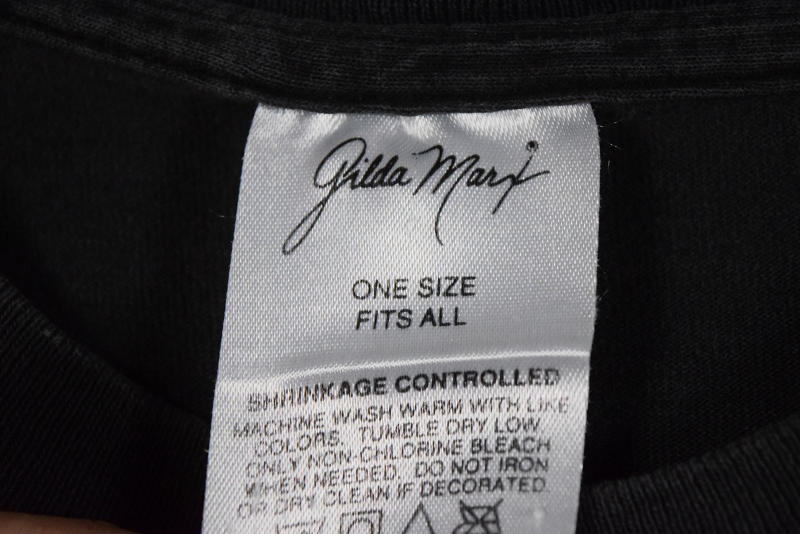 Gilda Marx
ONE SIZE
FITS ALL
SHRINKAGE CONTROLLED
MACHINE WASH WARM WITH LIKE
COLORS. TUMBLE DRY LOW.
ONLY NON-CHLORINE BLEACH
WHEN NEEDED. DO NOT IRON
OR DRY CLEAN IF DECORATED.